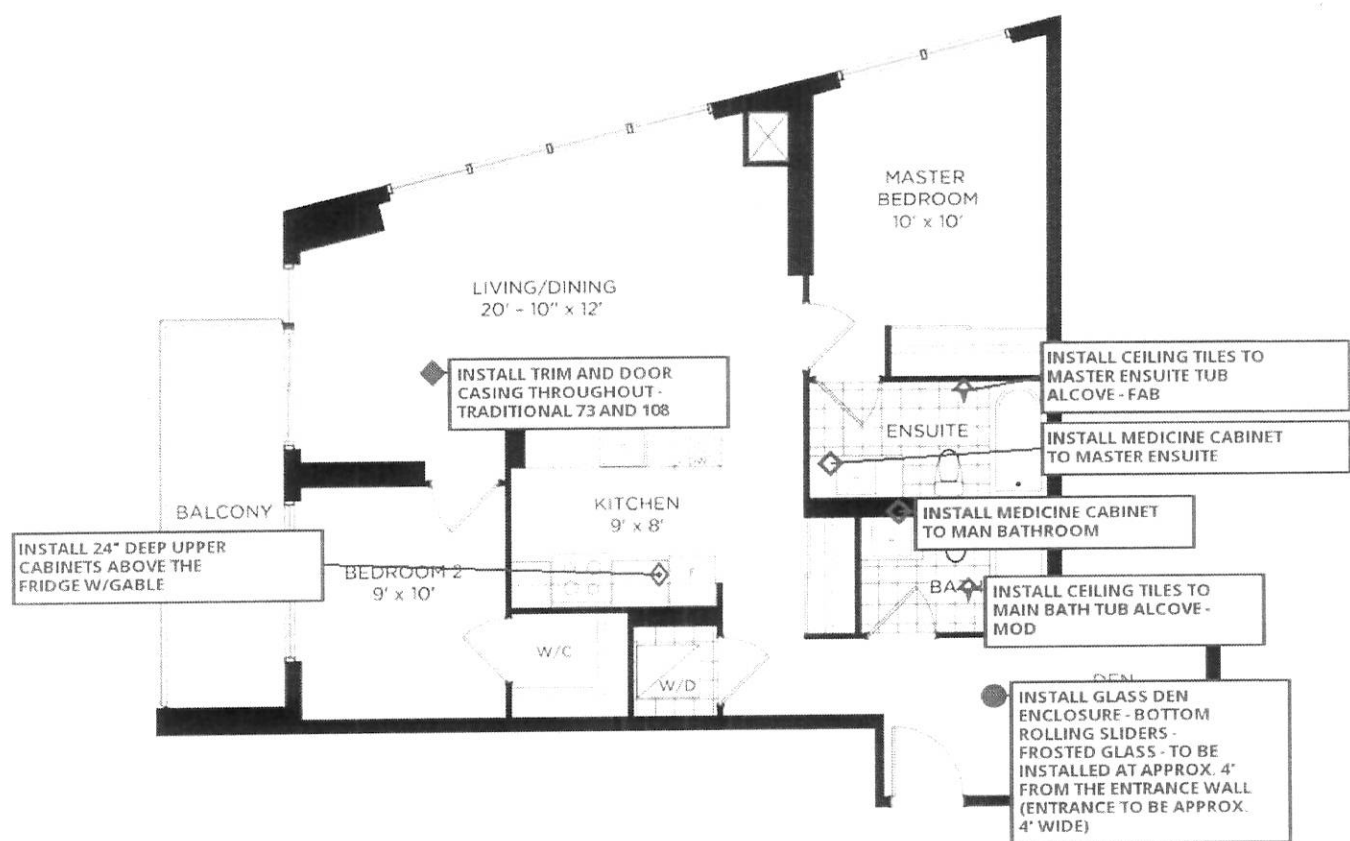 MASTER
BEDROOM
10' x 10'
LIVING/DINING
20' - 10" x 12'
INSTALL TRIM AND DOOR
CASING THROUGHOUT -
TRADITIONAL 73 AND 108
INSTALL CEILING TILES TO
MASTER ENSUITE TUB
ALCOVE - FAB
ENSUITE
INSTALL MEDICINE CABINET
TO MASTER ENSUITE
KITCHEN
9' x 8'
BALCONY
INSTALL MEDICINE CABINET
TO MAN BATHROOM
INSTALL 24" DEEP UPPER
CABINETS ABOVE THE
FRIDGE W/GABLE
BEDROOM 2
9' x 10'
F
INSTALL CEILING TILES TO
MAIN BATH TUB ALCOVE -
MOD
W/C
W/D
INSTALL GLASS DEN
ENCLOSURE - BOTTOM
ROLLING SLIDERS -
FROSTED GLASS - TO BE
INSTALLED AT APPROX. 4'
FROM THE ENTRANCE WALL
(ENTRANCE TO BE APPROX.
4' WIDE)